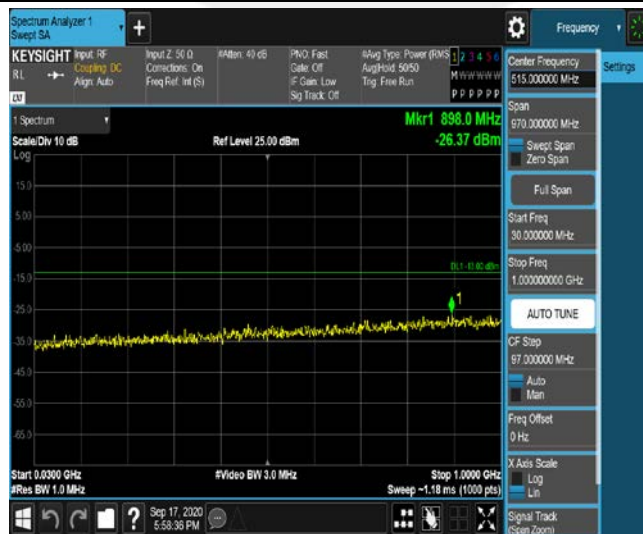 Spectrum Analyzer 1
Swept SA
+
Frequency
KEYSIGHT
RL
Input: RF
Coupling: DC
Align: Auto
Input Z: 50 Ω
Corrections: On
Freq Ref: Int (S)
#Atten: 40 dB
PNO: Fast
Gate: Off
IF Gain: Low
Sig Track: Off
#Avg Type: Power (RMS
Avg|Hold: 50/50
Trig: Free Run
1 2 3 4 5 6
M W W W W W
P P P P P P
LXI
1 Spectrum
Scale/Div 10 dB
Log
Ref Level 25.00 dBm
Mkr1 898.0 MHz
-26.37 dBm
15.0
5.00
-5.00
-15.0
-25.0
-35.0
-45.0
-55.0
-65.0
DL1 -13.00 dBm
1
Start 0.0300 GHz
#Res BW 1.0 MHz
#Video BW 3.0 MHz
Stop 1.0000 GHz
Sweep ~1.18 ms (1000 pts)
Sep 17, 2020
5:58:36 PM
?
Center Frequency
515.000000 MHz
Settings
Span
970.000000 MHz
Swept Span
Zero Span
Full Span
Start Freq
30.000000 MHz
Stop Freq
1.000000000 GHz
AUTO TUNE
CF Step
97.000000 MHz
Auto
Man
Freq Offset
0 Hz
X Axis Scale
Log
Lin
Signal Track
(Span Zoom)